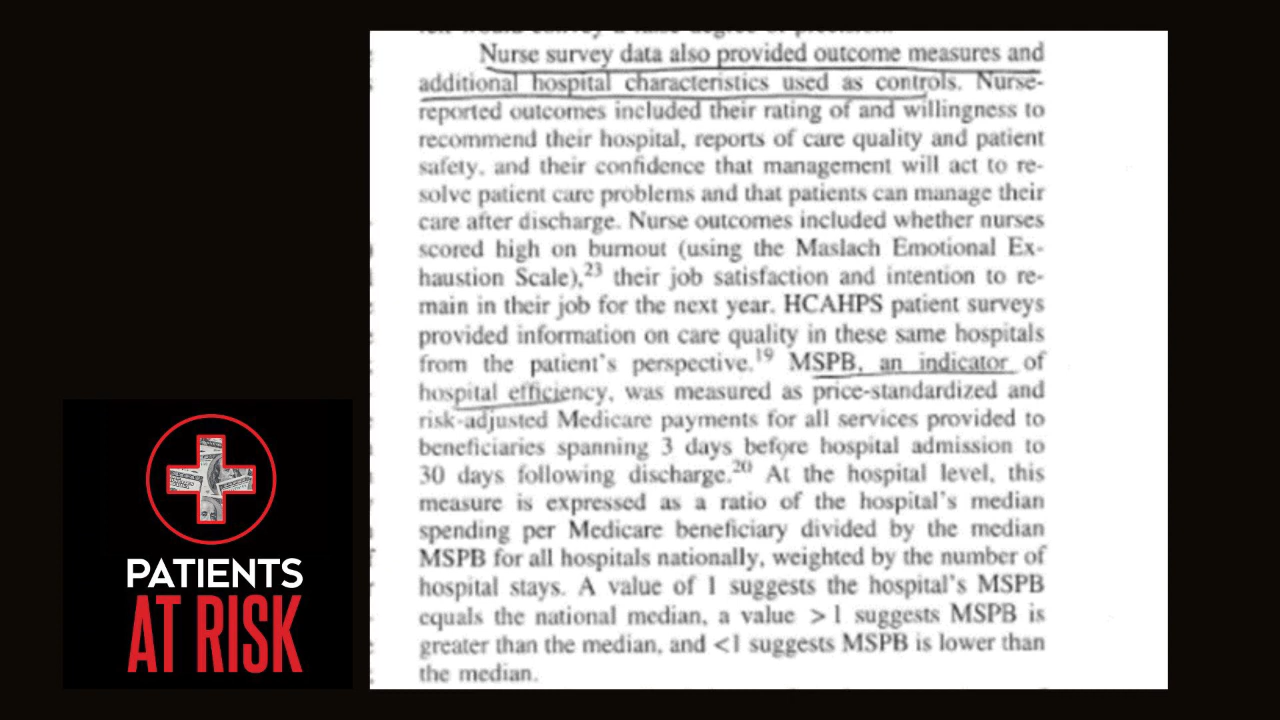 Nurse survey data also provided outcome measures and
additional hospital characteristics used as controls. Nurse-
reported outcomes included their rating of and willingness to
recommend their hospital, reports of care quality and patient
safety, and their confidence that management will act to re-
solve patient care problems and that patients can manage their
care after discharge. Nurse outcomes included whether nurses
scored high on burnout (using the Maslach Emotional Ex-
haustion Scale),23 their job satisfaction and intention to re-
main in their job for the next year. HCAHPS patient surveys
provided information on care quality in these same hospitals
from the patient's perspective.19 MSPB, an indicator of
hospital efficiency, was measured as price-standardized and
risk-adjusted Medicare payments for all services provided to
beneficiaries spanning 3 days before hospital admission to
30 days following discharge.20 At the hospital level, this
measure is expressed as a ratio of the hospital's median
spending per Medicare beneficiary divided by the median
MSPB for all hospitals nationally, weighted by the number of
hospital stays. A value of 1 suggests the hospital's MSPB
equals the national median, a value >1 suggests MSPB is
greater than the median, and <1 suggests MSPB is lower than
the median.
PATIENTS
AT RISK